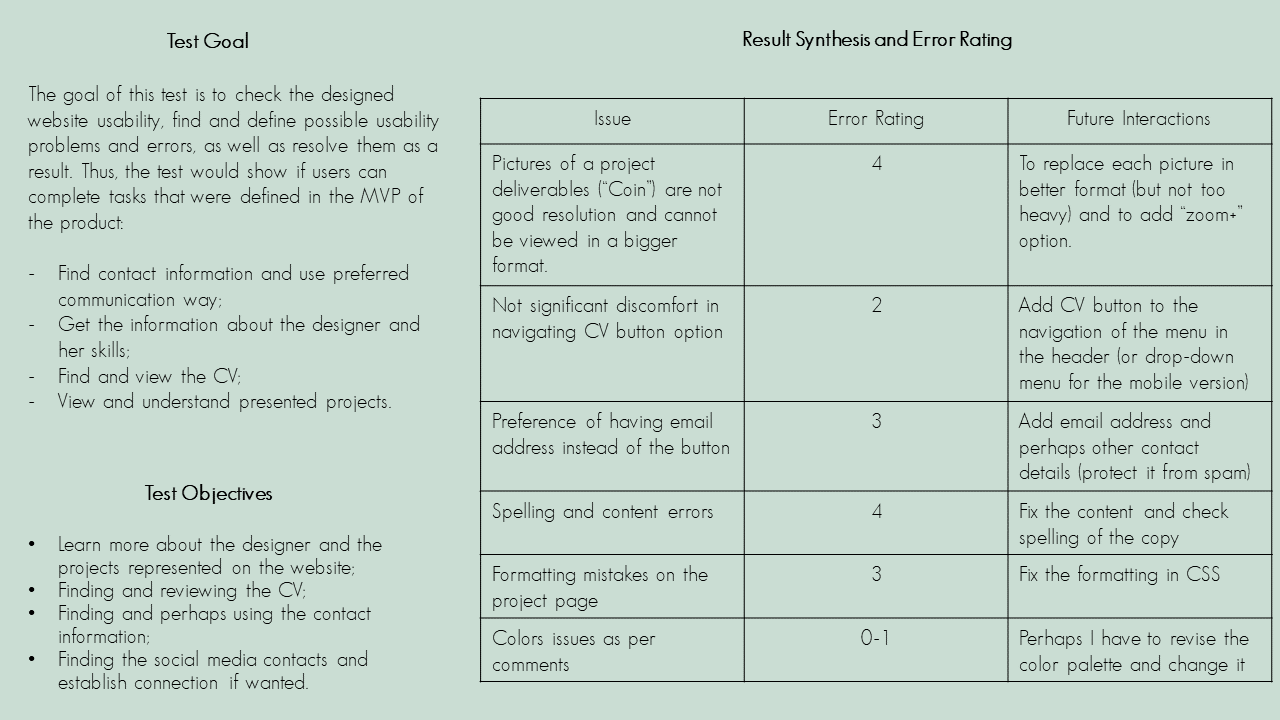 Test Goal
The goal of this test is to check the designed
website usability, find and define possible usability
problems and errors, as well as resolve them as a
result. Thus, the test would show if users can
complete tasks that were defined in the MVP of
the product:
- Find contact information and use preferred
communication way;
- Get the information about the designer and
her skills;
- Find and view the CV;
- View and understand presented projects.
Test Objectives
• Learn more about the designer and the
projects represented on the website;
• Finding and reviewing the CV;
• Finding and perhaps using the contact
information;
• Finding the social media contacts and
establish connection if wanted.
Result Synthesis and Error Rating
Issue
Error Rating
Future Interactions
Pictures of a project
deliverables (“Coin”) are not
good resolution and cannot
be viewed in a bigger
format.
4
To replace each picture in
better format (but not too
heavy) and to add “zoom+”
option.
Not significant discomfort in
navigating CV button option
2
Add CV button to the
navigation of the menu in
the header (or drop-down
menu for the mobile version)
Preference of having email
address instead of the button
3
Add email address and
perhaps other contact
details (protect it from spam)
Spelling and content errors
4
Fix the content and check
spelling of the copy
Formatting mistakes on the
project page
3
Fix the formatting in CSS
Colors issues as per
comments
0-1
Perhaps I have to revise the
color palette and change it